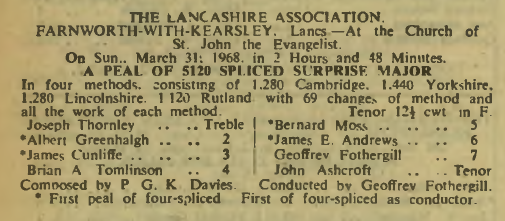 THE LANCASHIRE ASSOCIATION.
FARNWORTH-WITH-KEARSLEY, Lancs—At the Church of
St. John the Evangelist.
On Sun., March 31, 1968, in 2 Hours and 48 Minutes,
A PEAL OF 5120 SPLICED SURPRISE MAJOR
In four methods, consisting of 1,280 Cambridge, 1,440 Yorkshire,
1,280 Lincolnshire, 1120 Rutland, with 69 changes of method and
all the work of each method. Tenor 12½ cwt in F.
Joseph Thornley .. .. Treble
*Albert Greenhalgh .. .. 2
*James Cunliffe .. .. .. 3
Brian A Tomlinson .. .. 4
*Bernard Moss .. .. .. 5
*James E. Andrews .. .. 6
Geoffrey Fothergill .. .. 7
John Ashcroft .. .. Tenor
Composed by P. G. K. Davies. Conducted by Geoffrey Fothergill.
* First peal of four-spliced First of four-spliced as conductor.